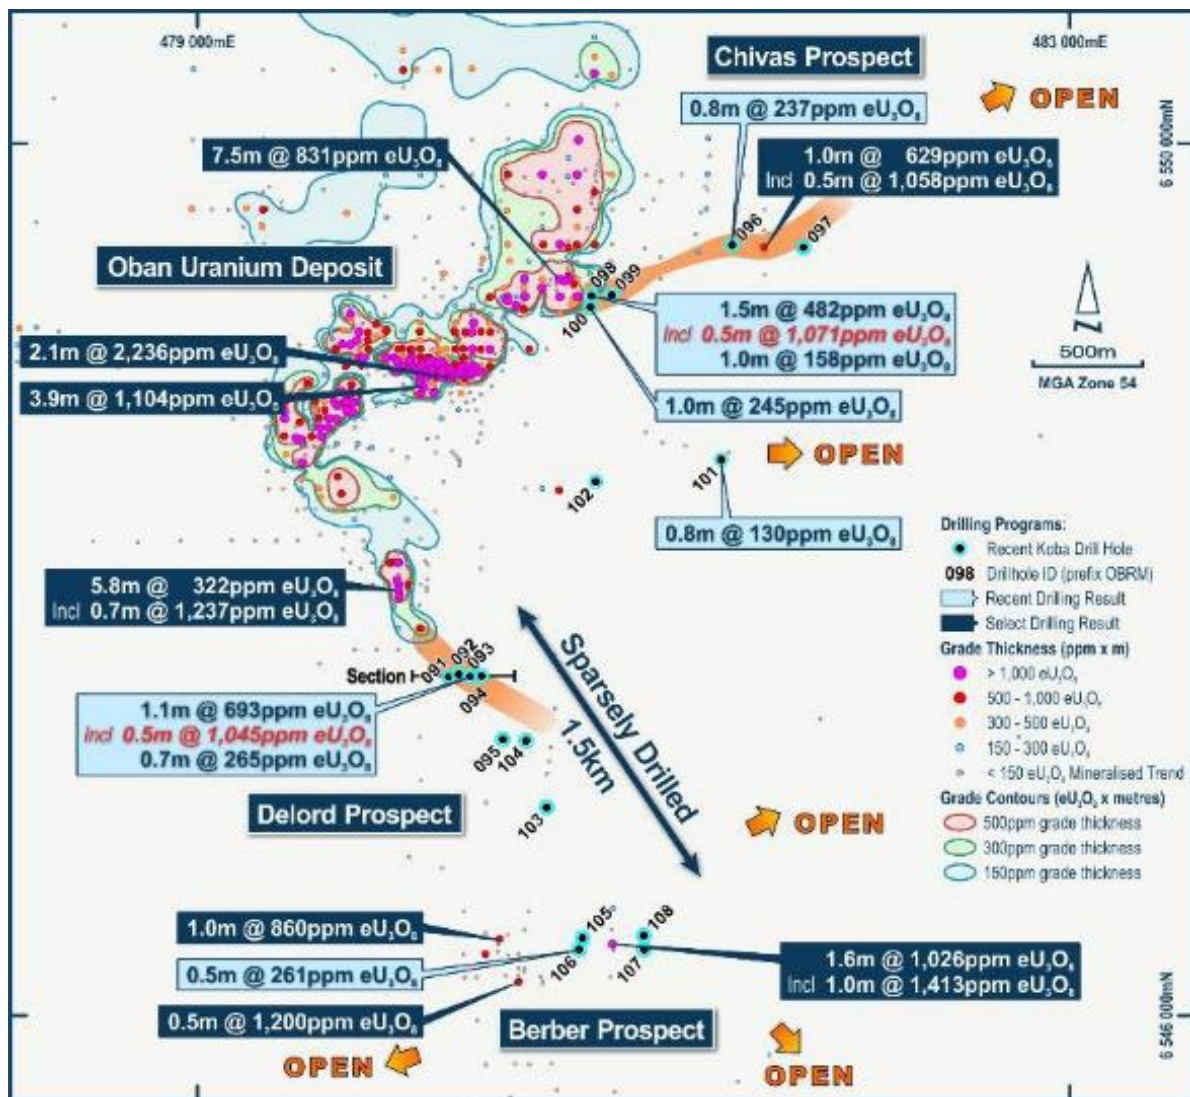 479 000mE
483 000mE
Chivas Prospect
OPEN
0.8m @ 237ppm eU₃O₈
6 550 000mN
7.5m @ 831ppm eU₃O₈
1.0m @ 629ppm eU₃O₈
Incl 0.5m @ 1,058ppm eU₃O₈
096
097
Oban Uranium Deposit
098
099
100
1.5m @ 482ppm eU₃O₈
Incl 0.5m @ 1,071ppm eU₃O₈
1.0m @ 158ppm eU₃O₈
N
500m
MGA Zone 54
2.1m @ 2,236ppm eU₃O₈
3.9m @ 1,104ppm eU₃O₈
1.0m @ 245ppm eU₃O₈
OPEN
101
102
0.8m @ 130ppm eU₃O₈
Drilling Programs:
Recent Koba Drill Hole
098 Drillhole ID (prefix OBRM)
Recent Drilling Result
Select Drilling Result
Grade Thickness (ppm x m)
> 1,000 eU₃O₈
500 - 1,000 eU₃O₈
300 - 500 eU₃O₈
150 - 300 eU₃O₈
< 150 eU₃O₈ Mineralised Trend
Grade Contours (eU₃O₈ x metres)
500ppm grade thickness
300ppm grade thickness
150ppm grade thickness
5.8m @ 322ppm eU₃O₈
Incl 0.7m @ 1,237ppm eU₃O₈
Sparsely Drilled
1.5km
Section
091
092
093
094
1.1m @ 693ppm eU₃O₈
Incl 0.5m @ 1,045ppm eU₃O₈
0.7m @ 265ppm eU₃O₈
095
104
Delord Prospect
103
OPEN
1.0m @ 860ppm eU₃O₈
105
108
106
107
0.5m @ 261ppm eU₃O₈
1.6m @ 1,026ppm eU₃O₈
Incl 1.0m @ 1,413ppm eU₃O₈
0.5m @ 1,200ppm eU₃O₈
Berber Prospect
6 546 000mN
OPEN
OPEN